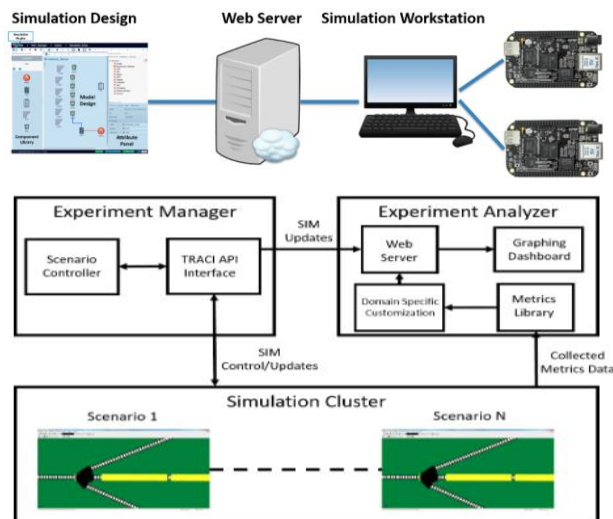 Simulation Design
Web Server
Simulation Workstation
Model
Design
Component
Library
Attribute
Panel
Experiment Manager
Scenario
Controller
TRACI API
Interface
SIM
Updates
Experiment Analyzer
Web
Server
Graphing
Dashboard
Domain Specific
Customization
Metrics
Library
SIM
Control/Updates
Collected
Metrics Data
Simulation Cluster
Scenario 1
Scenario N